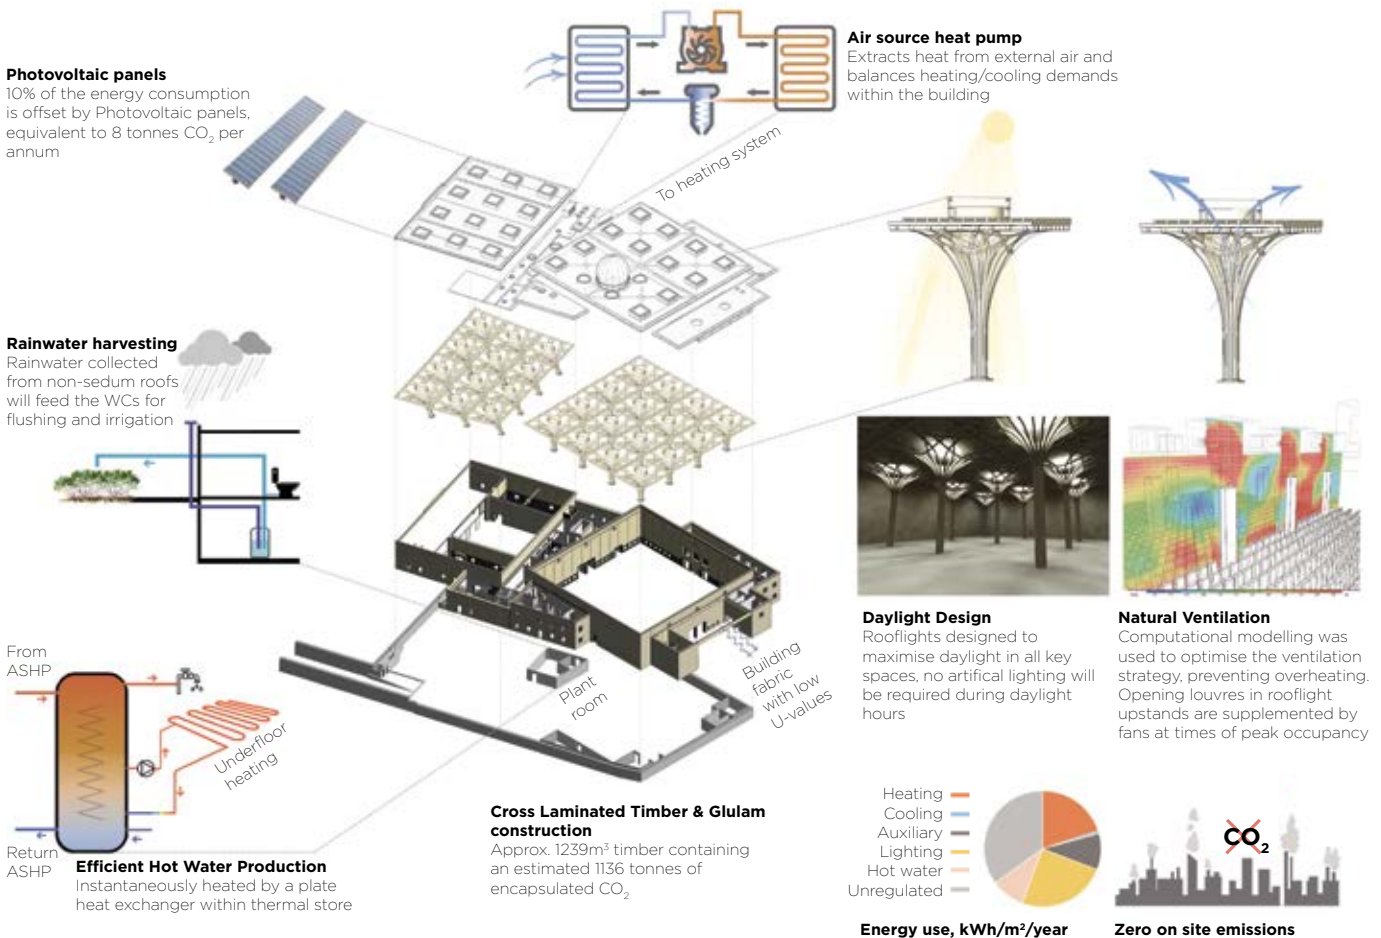 Photovoltaic panels
10% of the energy consumption
is offset by Photovoltaic panels,
equivalent to 8 tonnes CO₂ per
annum
Air source heat pump
Extracts heat from external air and
balances heating/cooling demands
within the building
To heating system
Rainwater harvesting
Rainwater collected
from non-sedum roofs
will feed the WCs for
flushing and irrigation
From
ASHP
Underfloor
heating
Return
ASHP
Efficient Hot Water Production
Instantaneously heated by a plate
heat exchanger within thermal store
Plant
room
Building
fabric
with low
U-values
Cross Laminated Timber & Glulam
construction
Approx. 1239m³ timber containing
an estimated 1136 tonnes of
encapsulated CO₂
Daylight Design
Rooflights designed to
maximise daylight in all key
spaces, no artifical lighting will
be required during daylight
hours
Natural Ventilation
Computational modelling was
used to optimise the ventilation
strategy, preventing overheating.
Opening louvres in rooflight
upstands are supplemented by
fans at times of peak occupancy
Heating
Cooling
Auxiliary
Lighting
Hot water
Unregulated
Energy use, kWh/m²/year
CO₂
Zero on site emissions